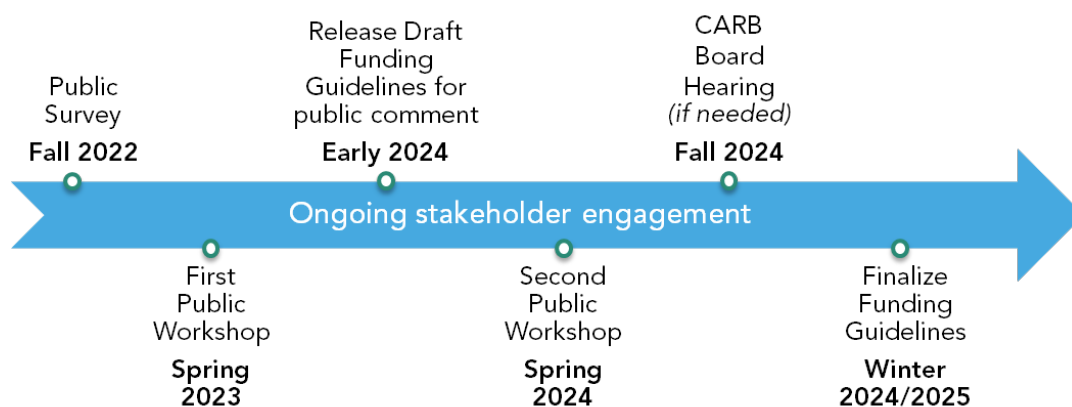 Public
Survey
Fall 2022
Release Draft
Funding
Guidelines for
public comment
Early 2024
CARB
Board
Hearing
(if needed)
Fall 2024
Ongoing stakeholder engagement
First
Public
Workshop
Spring
2023
Second
Public
Workshop
Spring
2024
Finalize
Funding
Guidelines
Winter
2024/2025